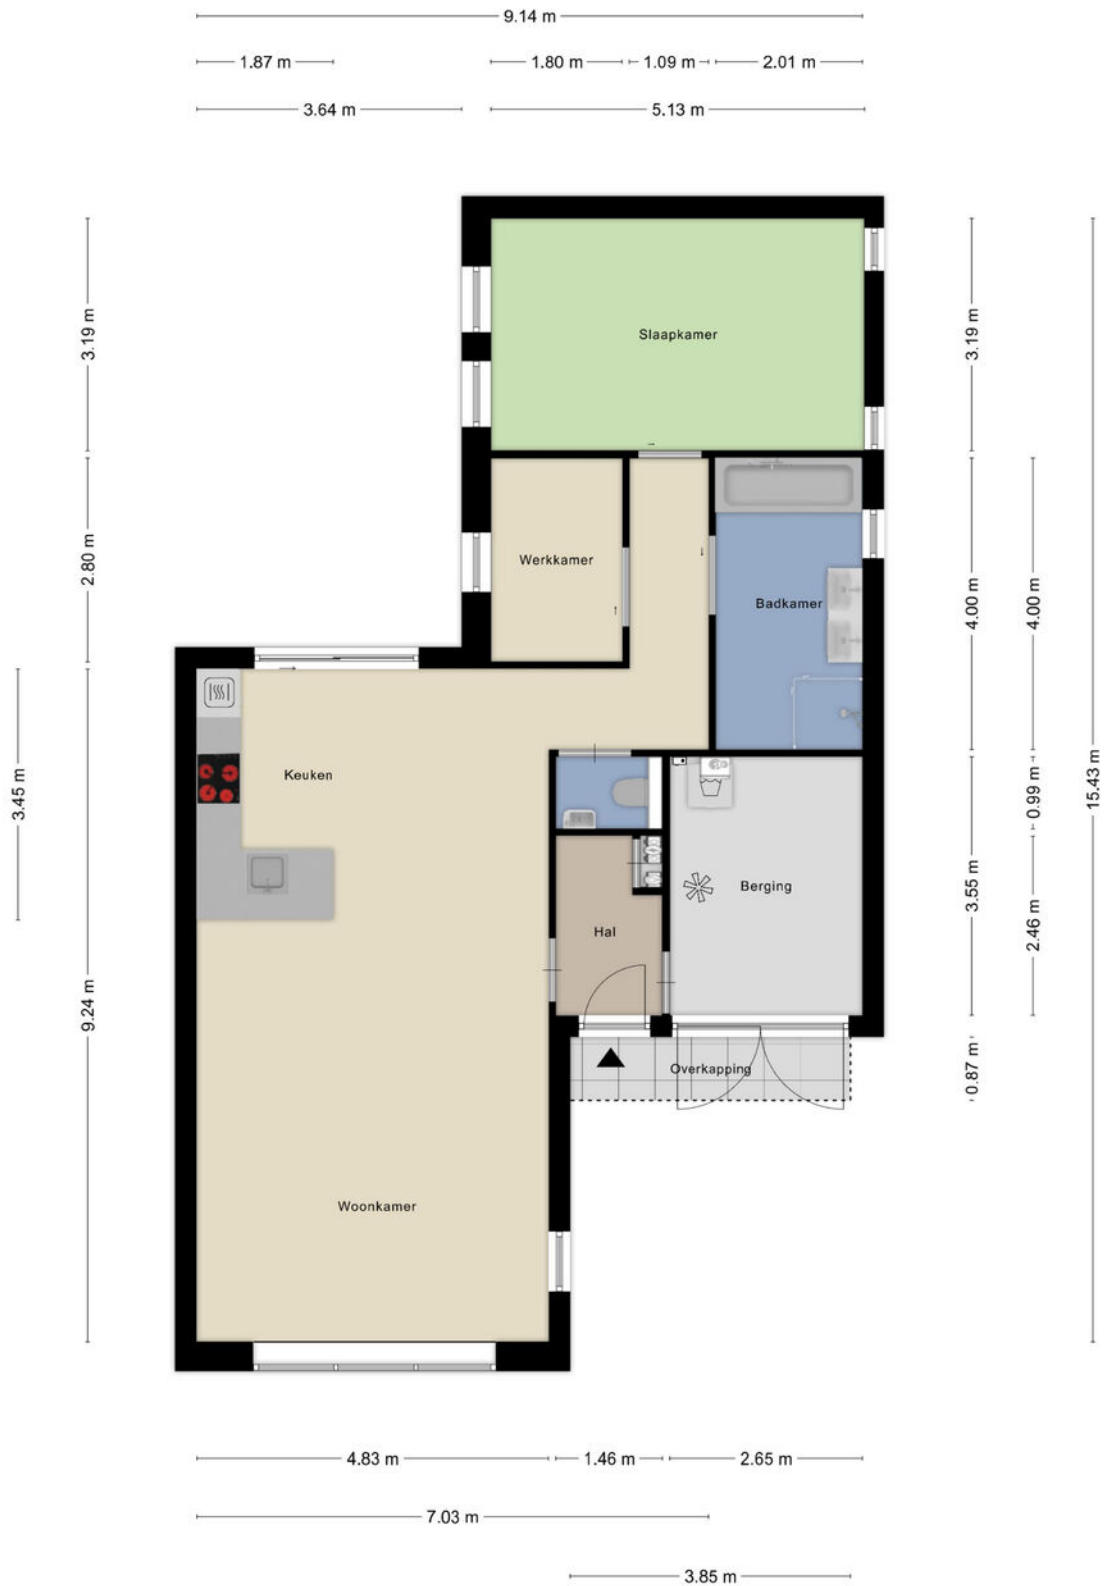 9.14 m
1.87 m
1.80 m
1.09 m
2.01 m
3.64 m
5.13 m
3.19 m
3.19 m
Slaapkamer
2.80 m
Werkkamer
Badkamer
4.00 m
4.00 m
3.45 m
Keuken
0.99 m
15.43 m
3.55 m
Berging
2.46 m
Hal
9.24 m
Overkapping
0.87 m
Woonkamer
4.83 m
1.46 m
2.65 m
7.03 m
3.85 m